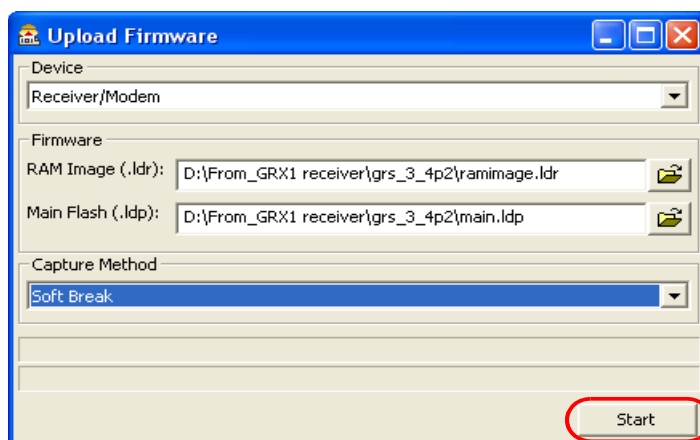 Upload Firmware
Device
Receiver/Modem
Firmware
RAM Image (.ldr): D:\From_GRX1 receiver\grs_3_4p2\ramimage.ldr
Main Flash (.ldp): D:\From_GRX1 receiver\grs_3_4p2\main.ldp
Capture Method
Soft Break
Start